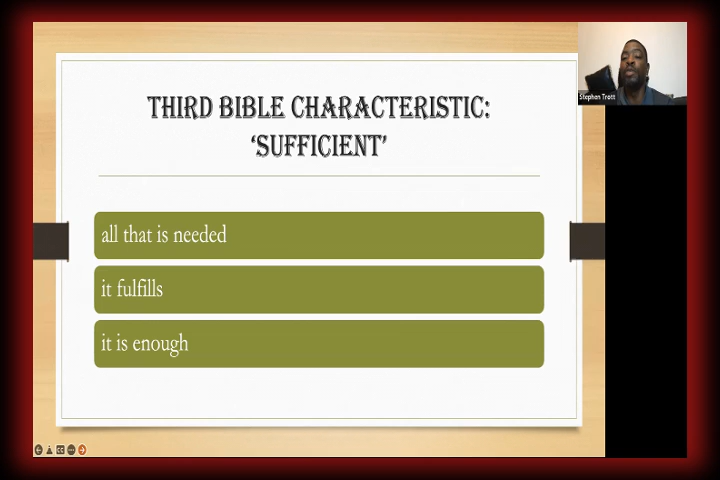 THIRD BIBLE CHARACTERISTIC:
‘SUFFICIENT’
all that is needed
it fulfills
it is enough
Stephen Trott